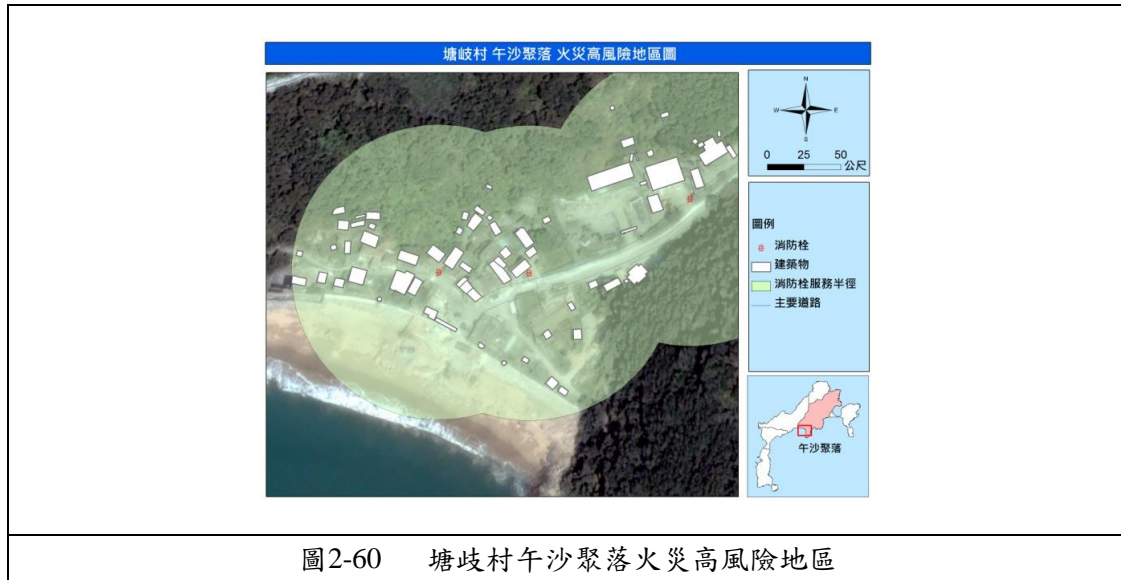 塘岐村 午沙聚落 火災高風險地區圖
N
W
E
S
0 25 50
公尺
圖例
消防栓
建築物
消防栓服務半徑
主要道路
午沙聚落
圖2-60 塘歧村午沙聚落火災高風險地區